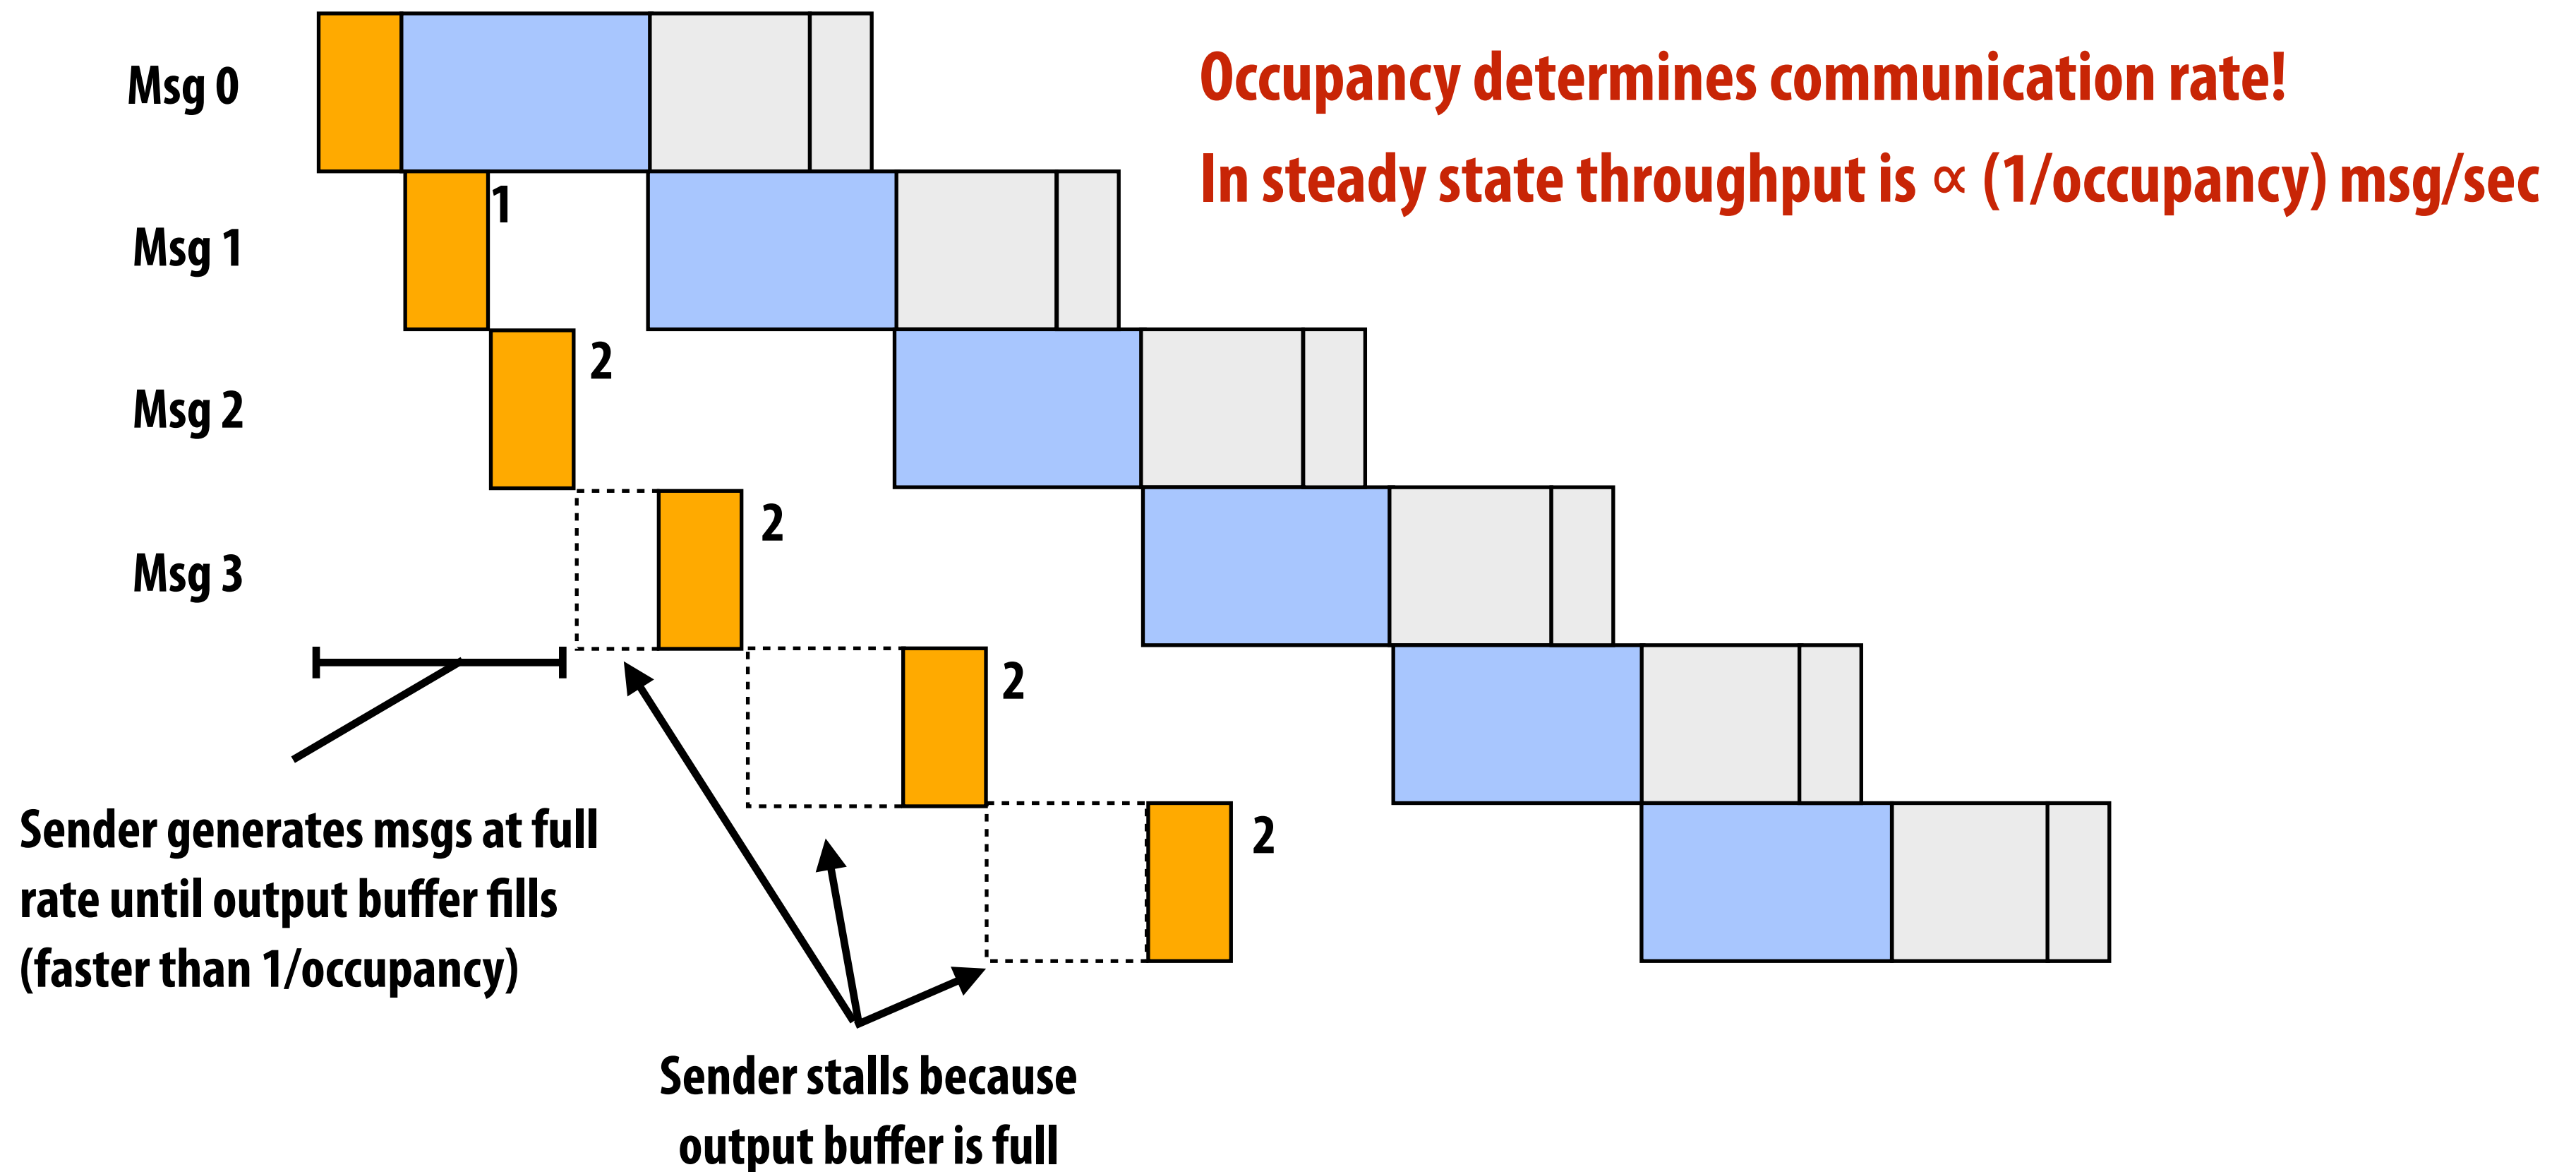 Msg 0
Occupancy determines communication rate!
In steady state throughput is ∝ (1/occupancy) msg/sec
Msg 1
1
Msg 2
2
Msg 3
2
2
2
Sender generates msgs at full
rate until output buffer fills
(faster than 1/occupancy)
Sender stalls because
output buffer is full